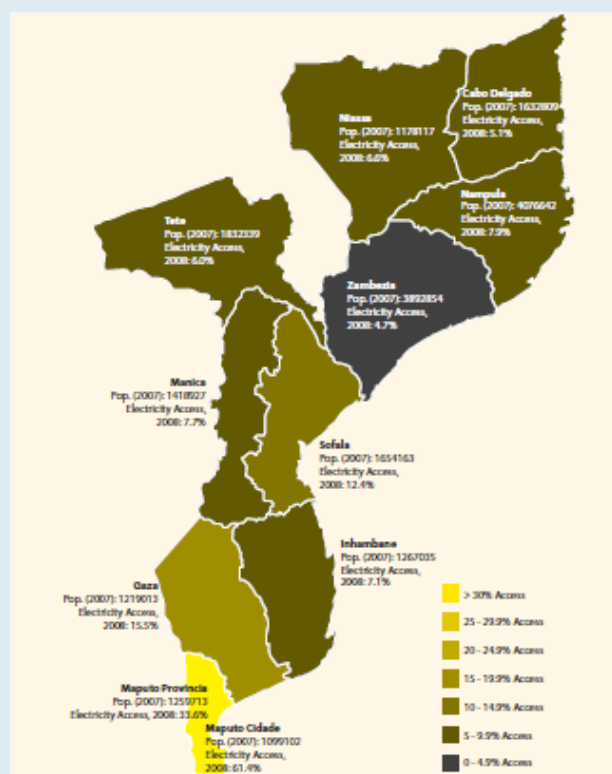 Cabo Delgado
Pop. (2007): 1632809
Electricity Access,
2008: 5.1%
Niassa
Pop. (2007): 1178117
Electricity Access,
2008: 6.6%
Nampula
Pop. (2007): 4076642
Electricity Access,
2008: 7.9%
Tete
Pop. (2007): 1832339
Electricity Access,
2008: 6.0%
Zambezia
Pop. (2007): 3892854
Electricity Access,
2008: 4.7%
Manica
Pop. (2007): 1418927
Electricity Access,
2008: 7.7%
Sofala
Pop. (2007): 1654163
Electricity Access,
2008: 12.4%
Inhambane
Pop. (2007): 1267035
Electricity Access,
2008: 7.1%
Gaza
Pop. (2007): 1219013
Electricity Access,
2008: 15.5%
Maputo Provincia
Pop. (2007): 1259713
Electricity Access, 2008: 33.6%
Maputo Cidade
Pop. (2007): 1099102
Electricity Access,
2008: 61.4%
> 30% Access
25 - 29.9% Access
20 - 24.9% Access
15 - 19.9% Access
10 - 14.9% Access
5 - 9.9% Access
0 - 4.9% Access